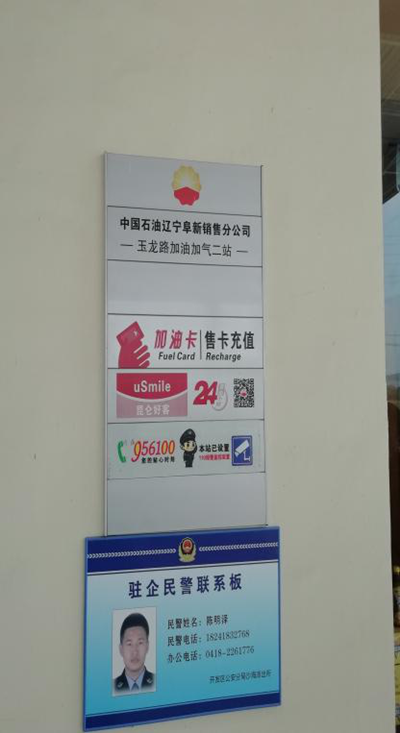 中国石油辽宁阜新销售分公司
— 玉龙路加油加气二站 —
加油卡 售卡充值
Fuel Card Recharge
uSmile
昆仑好客
24
956100
本站已设置
驻企民警联系板
民警姓名：陈明泽
民警电话：18241832768
办公电话：0418-2261776